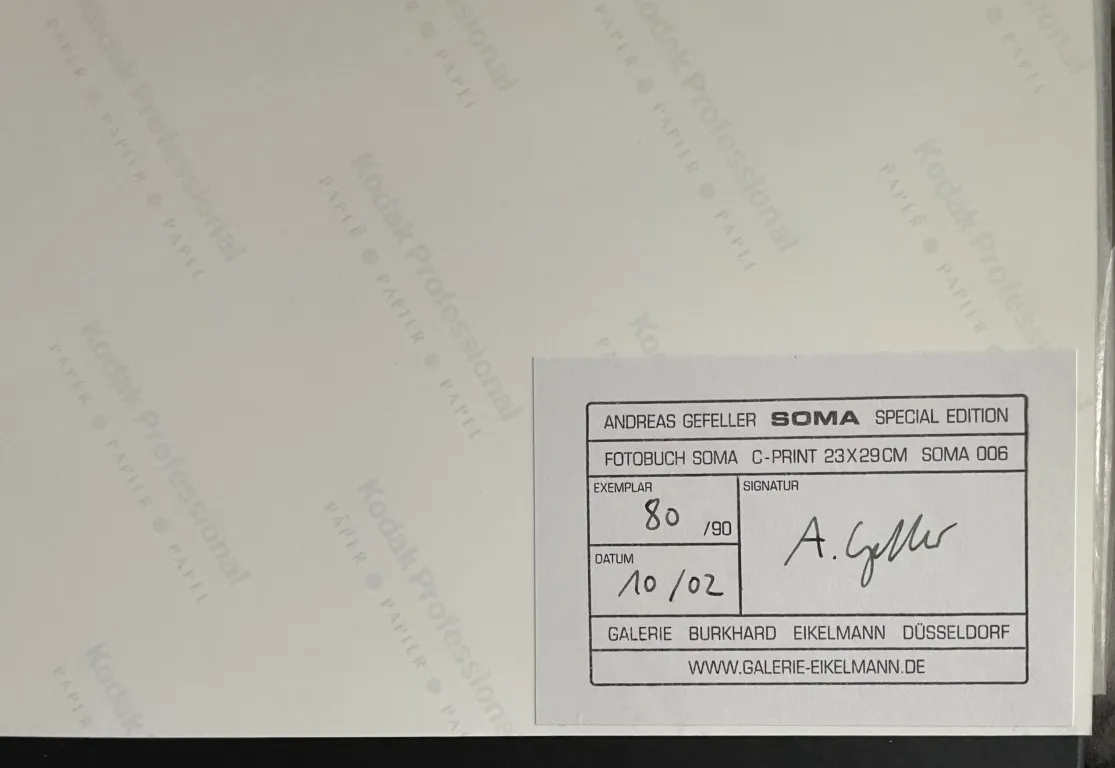 Kodak Professional
PAPIER ● PAPEL
ANDREAS GEFELLER SOMA SPECIAL EDITION
FOTOBUCH SOMA C-PRINT 23X29CM SOMA 006
EXEMPLAR
80 /90
SIGNATUR
A. Gefeller
DATUM
10/02
GALERIE BURKHARD EIKELMANN DÜSSELDORF
WWW.GALERIE-EIKELMANN.DE